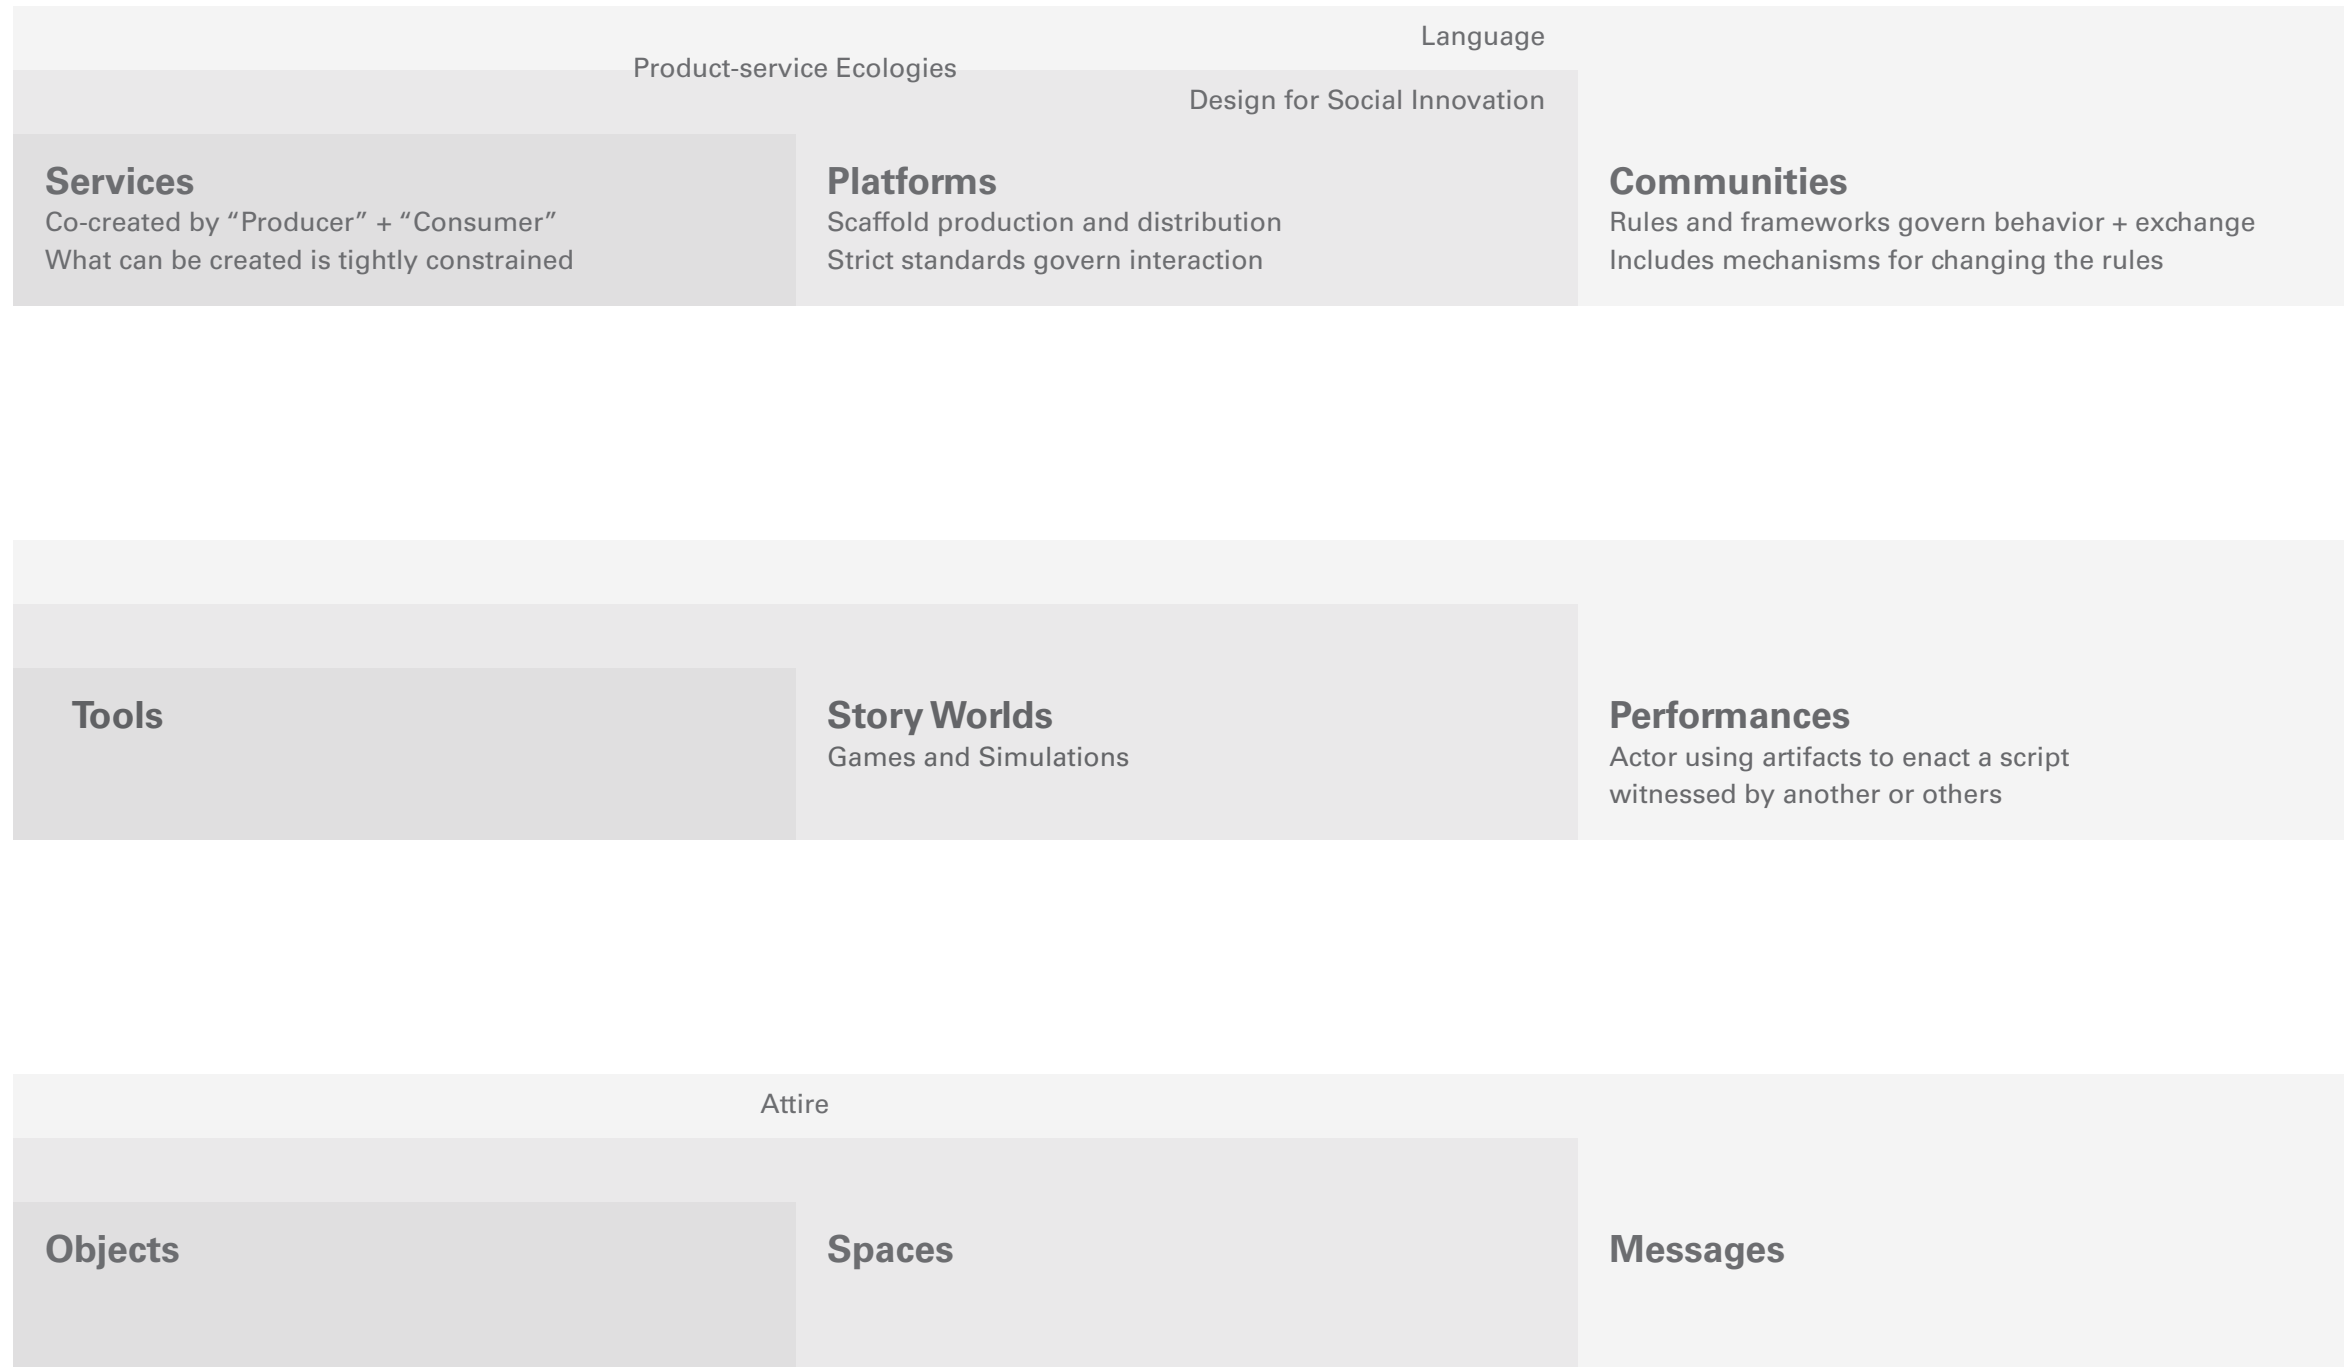 Language
Product-service Ecologies
Design for Social Innovation
Services
Co-created by “Producer” + “Consumer”
What can be created is tightly constrained
Platforms
Scaffold production and distribution
Strict standards govern interaction
Communities
Rules and frameworks govern behavior + exchange
Includes mechanisms for changing the rules
Tools
Story Worlds
Games and Simulations
Performances
Actor using artifacts to enact a script
witnessed by another or others
Attire
Objects
Spaces
Messages